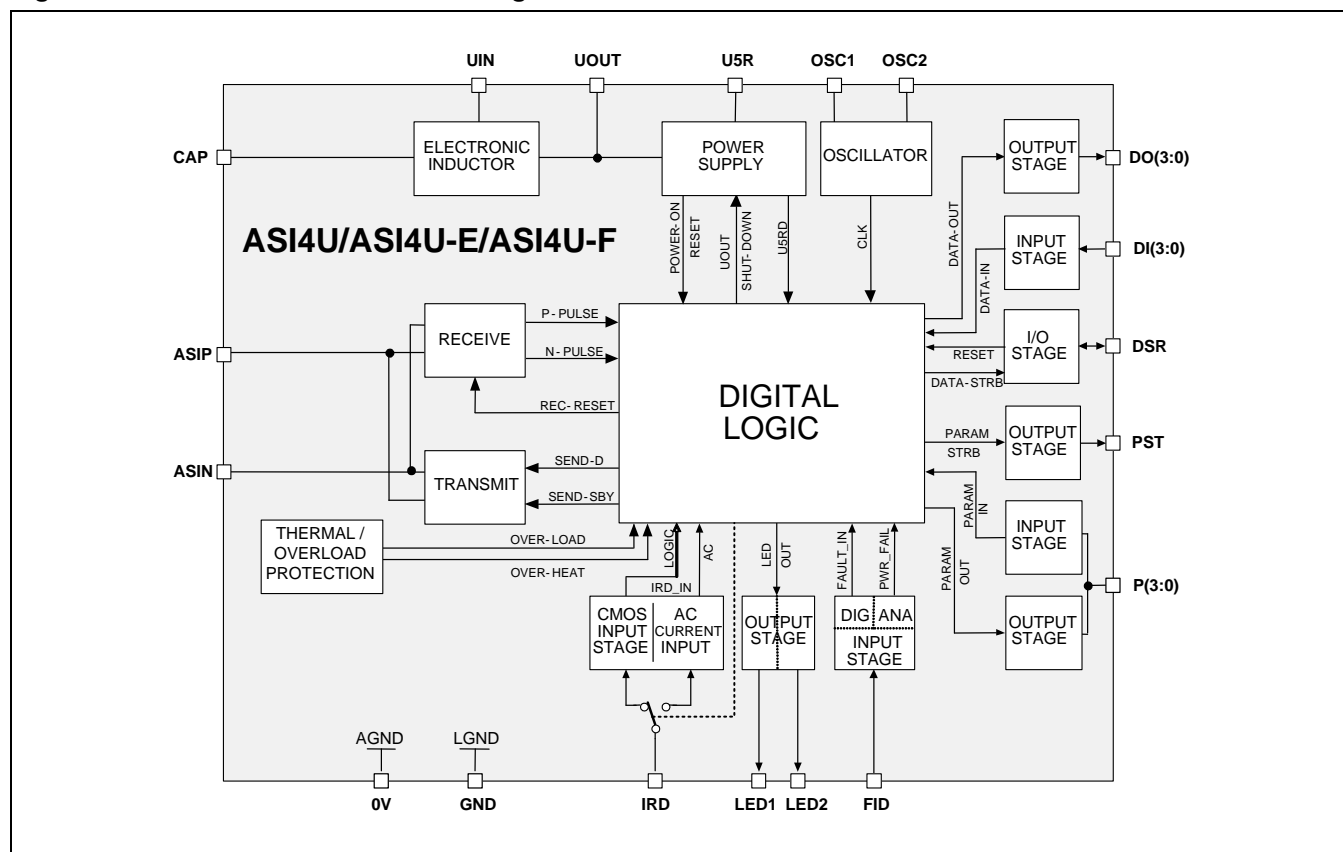 UIN UOUT U5R OSC1 OSC2
CAP
ELECTRONIC
INDUCTOR
POWER
SUPPLY
OSCILLATOR
OUTPUT
STAGE
DO(3:0)
ASI4U/ASI4U-E/ASI4U-F
POWER-ON
RESET
UOUT
SHUT-DOWN
U5RD
CLK
DATA-OUT
DATA-IN
INPUT
STAGE
DI(3:0)
ASIP
RECEIVE
P-PULSE
N-PULSE
REC-RESET
DIGITAL
LOGIC
RESET
DATA-STRB
I/O
STAGE
DSR
PARAM
STRB
OUTPUT
STAGE
PST
ASIN
TRANSMIT
SEND-D
SEND-SBY
PARAM
IN
INPUT
STAGE
PARAM
OUT
OUTPUT
STAGE
P(3:0)
THERMAL /
OVERLOAD
PROTECTION
OVER-LOAD
OVER-HEAT
LOGIC
IRD_IN
AC
LED
OUT
FAULT_IN
PWR_FAIL
CMOS
INPUT
STAGE
AC
CURRENT
INPUT
OUTPUT
STAGE
DIG ANA
INPUT
STAGE
AGND LGND
0V GND IRD LED1 LED2 FID